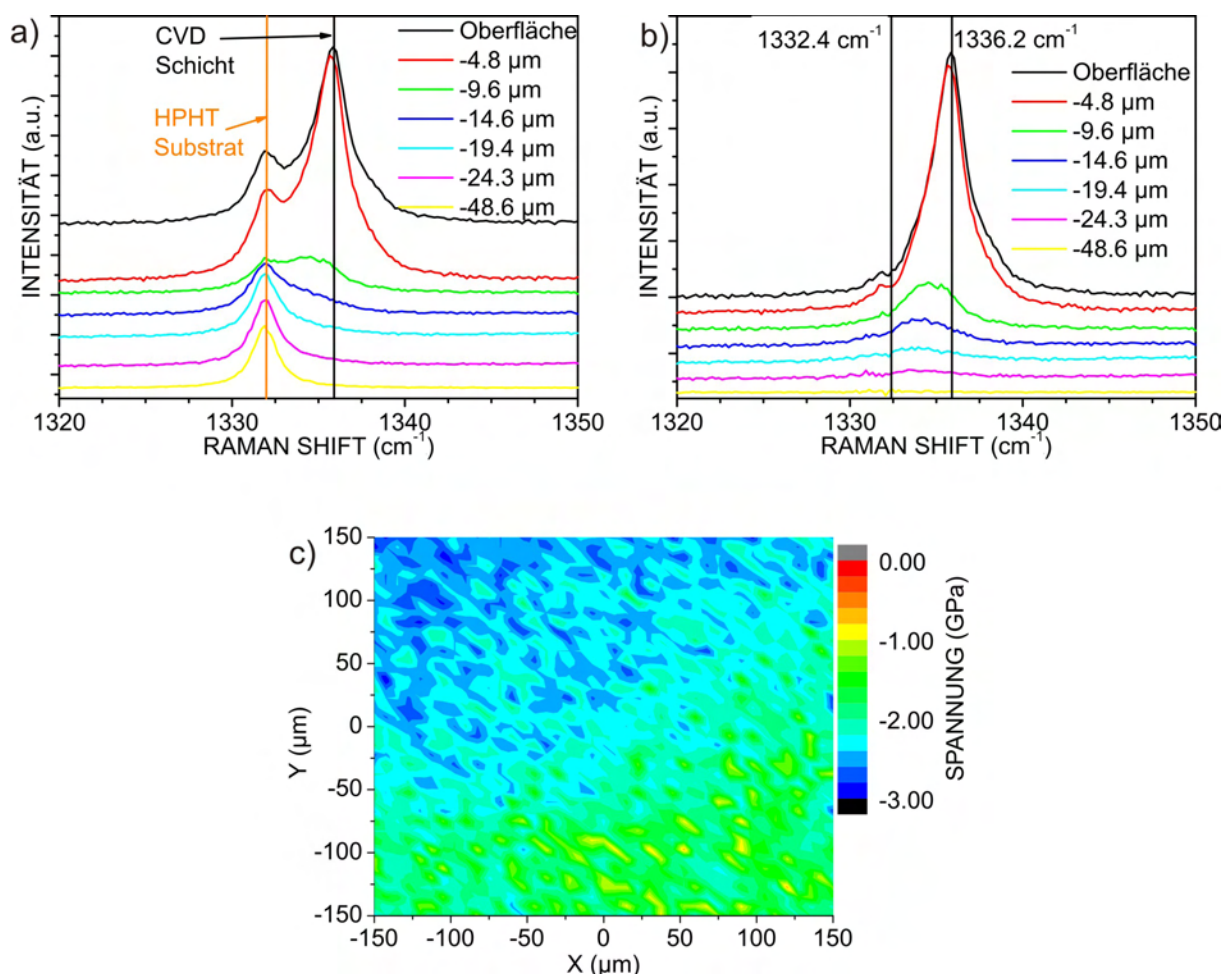 a)
CVD
Schicht
HPHT
Substrat
Oberfläche
-4.8 µm
-9.6 µm
-14.6 µm
-19.4 µm
-24.3 µm
-48.6 µm
INTENSITÄT (a.u.)
1320 1330 1340 1350
RAMAN SHIFT (cm-1)
b)
1332.4 cm-1 1336.2 cm-1
Oberfläche
-4.8 µm
-9.6 µm
-14.6 µm
-19.4 µm
-24.3 µm
-48.6 µm
INTENSITÄT (a.u.)
1320 1330 1340 1350
RAMAN SHIFT (cm-1)
c)
150
100
50
0
-50
-100
-150
Y (µm)
-150 -100 -50 0 50 100 150
X (µm)
0.00
-1.00
-2.00
-3.00
SPANNUNG (GPa)